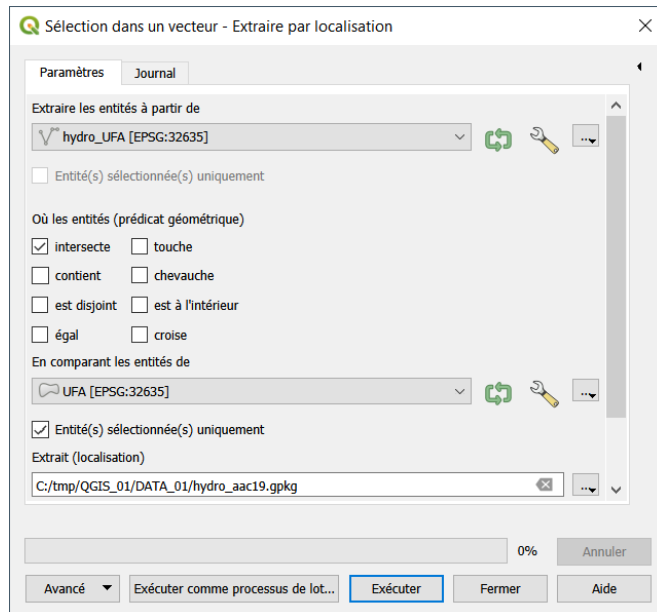 Sélection dans un vecteur - Extraire par localisation
Paramètres Journal
Extraire les entités à partir de
hydro_UFA [EPSG:32635]
...
Entité(s) sélectionnée(s) uniquement
Où les entités (prédicat géométrique)
intersecte touche
contient chevauche
est disjoint est à l'intérieur
égal croise
En comparant les entités de
UFA [EPSG:32635]
...
Entité(s) sélectionnée(s) uniquement
Extrait (localisation)
C:/tmp/QGIS_01/DATA_01/hydro_aac19.gpkg
...
0% Annuler
Avancé Exécuter comme processus de lot... Exécuter Fermer Aide